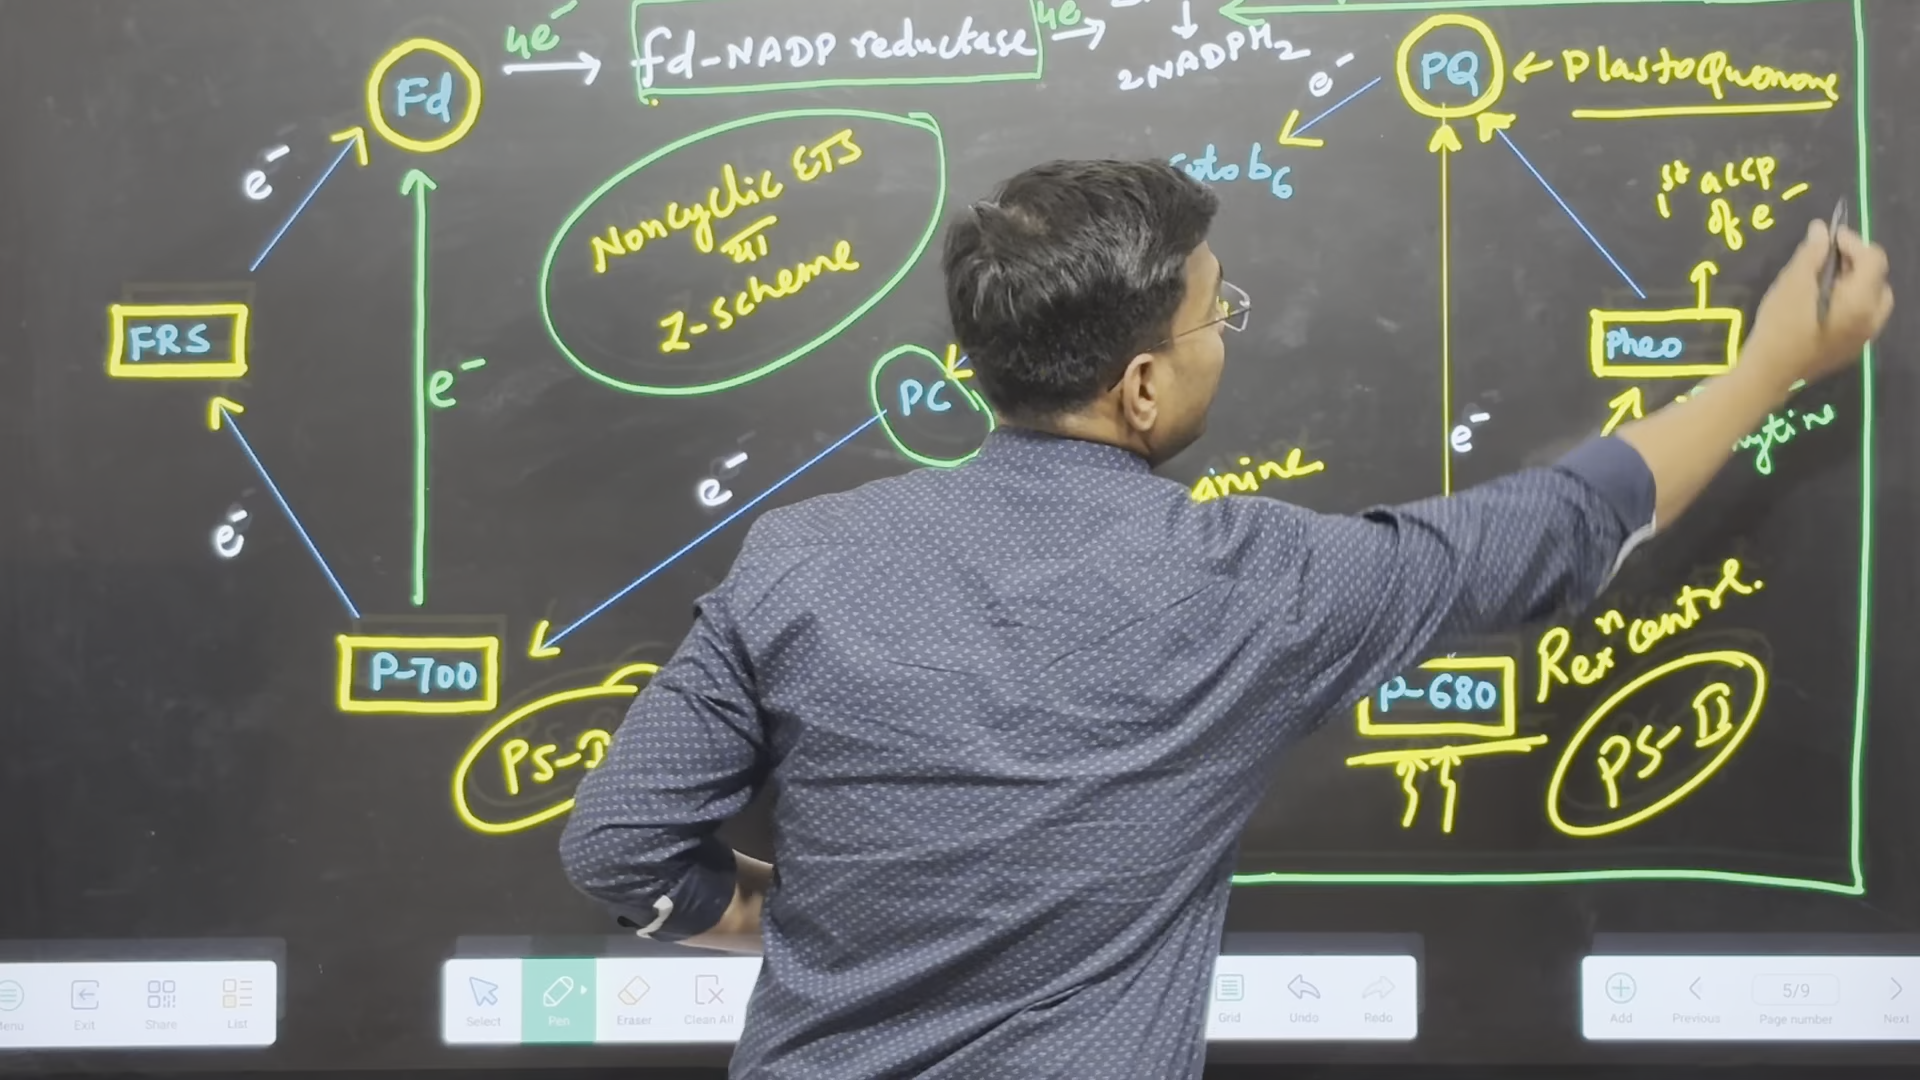 4e⁻
4e
Fd
fd-NADP reductase
2NADPH₂
PQ
Plastoquonone
e⁻
e⁻
b₆
Noncyclic ETS
Z-scheme
1st accp
of e⁻
FRS
Pheo
PC
e⁻
e⁻
e⁻
e⁻
P-700
P-680
Rexⁿ centre.
PS-II
Exit
Share
List
Select
Pen
Eraser
Clean All
Grid
Undo
Redo
Add
Previous
5/9
Page number
Next